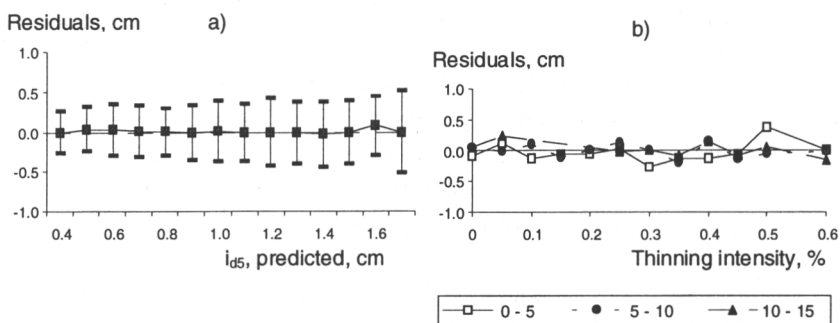 Residuals, cm
a)
1.0
0.5
0.0
-0.5
-1.0
0.4 0.6 0.8 1.0 1.2 1.4 1.6
id5, predicted, cm
b)
Residuals, cm
1.0
0.5
0.0
-0.5
-1.0
0 0.1 0.2 0.3 0.4 0.5 0.6
Thinning intensity, %
0 - 5 5 - 10 10 - 15